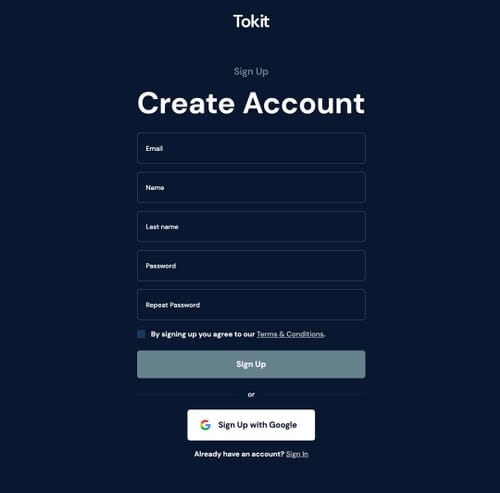 Tokit
Sign Up
Create Account
Email
Name
Last name
Password
Repeat Password
By signing up you agree to our Terms & Conditions.
Sign Up
or
Sign Up with Google
Already have an account? Sign In